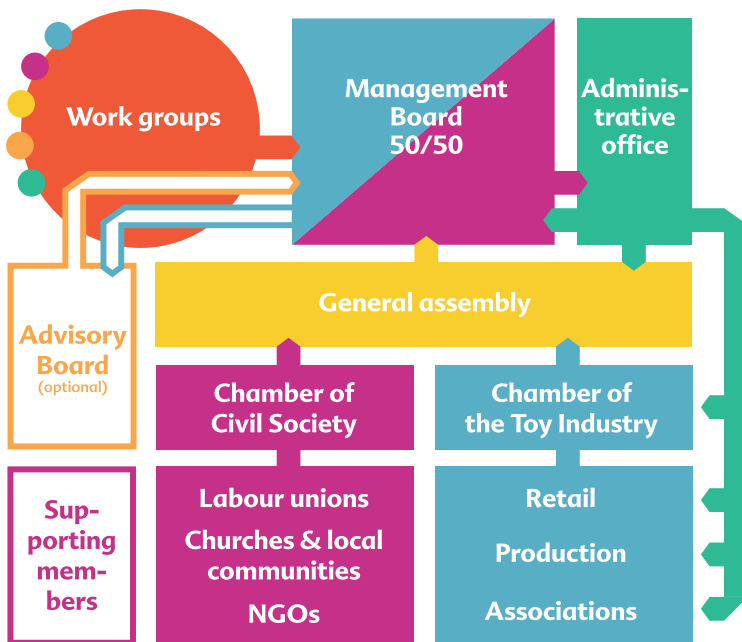 Work groups
Management
Board
50/50
Adminis-
trative
office
General assembly
Advisory
Board
(optional)
Chamber of
Civil Society
Chamber of
the Toy Industry
Sup-
porting
mem-
bers
Labour unions
Churches & local
communities
NGOs
Retail
Production
Associations